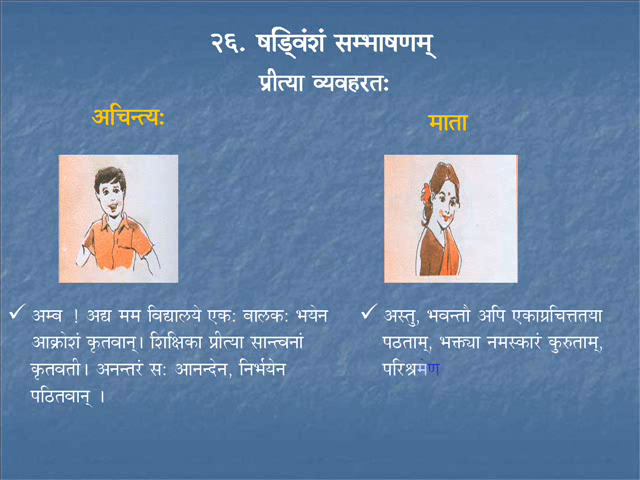 २६. षड्विंशं सम्भाषणम्
प्रीत्या व्यवहरतः
अचिन्त्यः
माता
अम्ब ! अद्य मम विद्यालये एकः बालकः भयेन
आक्रोशं कृतवान्। शिक्षिका प्रीत्या सान्त्वनां
कृतवती। अनन्तरं सः आनन्देन, निर्भयेन
पठितवान् ।
अस्तु, भवन्तौ अपि एकाग्रचित्ततया
पठताम्, भक्त्या नमस्कारं कुरुताम्,
परिश्रमेण